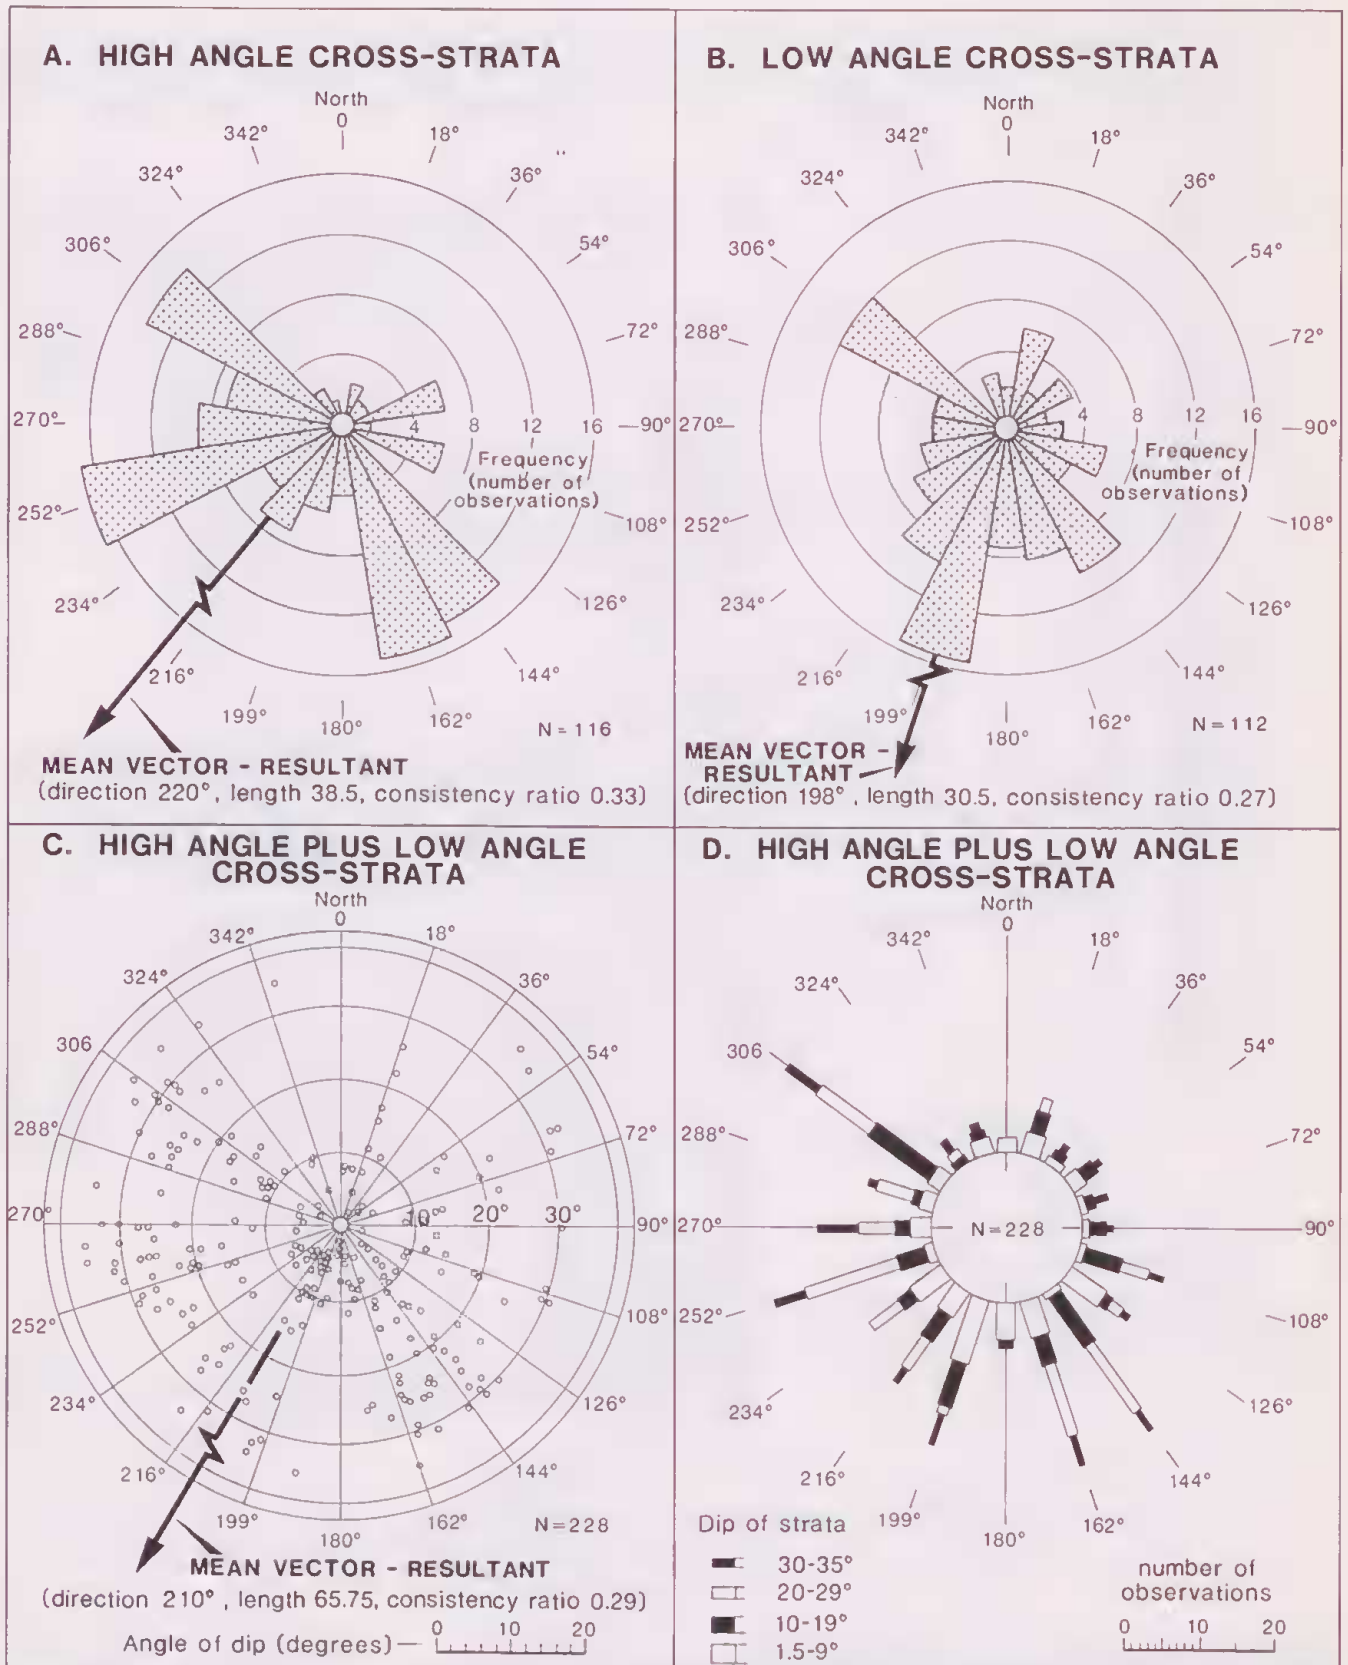 A. HIGH ANGLE CROSS-STRATA
North
0
342° 18°
324° 36°
306° 54°
288° 72°
270° 4 8 12 16 90°
Frequency
(number of
observations)
252° 108°
234° 126°
216° 144°
199° 162°
180°
N = 116
MEAN VECTOR - RESULTANT
(direction 220°, length 38.5, consistency ratio 0.33)
B. LOW ANGLE CROSS-STRATA
North
0
342° 18°
324° 36°
306° 54°
288° 72°
270° 4 8 12 16 90°
Frequency
(number of
observations)
252° 108°
234° 126°
216° 144°
199° 162°
180°
N = 112
MEAN VECTOR -
RESULTANT
(direction 198°, length 30.5, consistency ratio 0.27)
C. HIGH ANGLE PLUS LOW ANGLE
CROSS-STRATA
North
0
342° 18°
324° 36°
306 54°
288° 72°
270° 10 20° 30° 90°
252° 108°
234° 126°
216° 144°
199° 162°
180°
N=228
MEAN VECTOR - RESULTANT
(direction 210°, length 65.75, consistency ratio 0.29)
Angle of dip (degrees) — 0 10 20
D. HIGH ANGLE PLUS LOW ANGLE
CROSS-STRATA
North
0
342° 18°
324° 36°
306 54°
288° 72°
270° N=228 90°
252° 108°
234° 126°
216° 144°
199° 162°
180°
Dip of strata
30-35°
20-29°
10-19°
1.5-9°
number of
observations
0 10 20